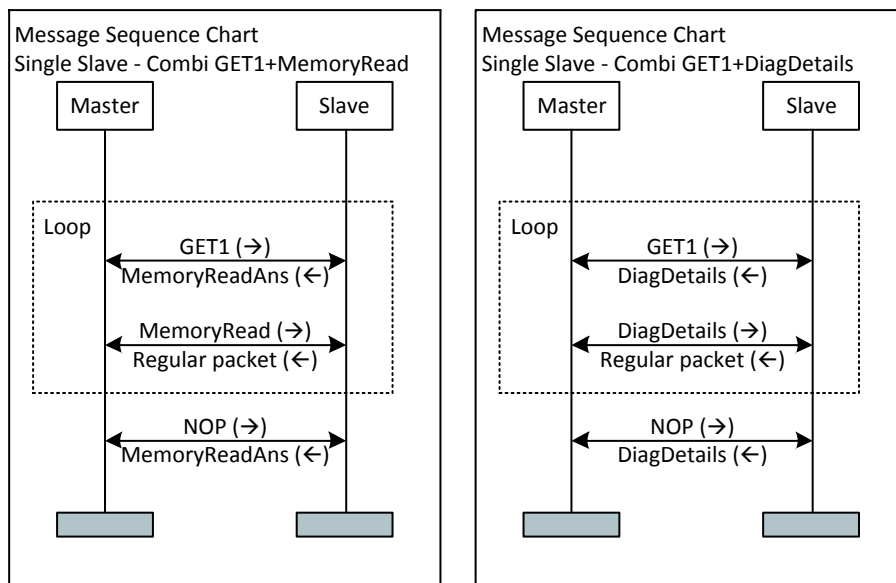 Message Sequence Chart
Single Slave - Combi GET1+MemoryRead
Master
Slave
Loop
GET1 (→)
MemoryReadAns (←)
MemoryRead (→)
Regular packet (←)
NOP (→)
MemoryReadAns (←)
Message Sequence Chart
Single Slave - Combi GET1+DiagDetails
Master
Slave
Loop
GET1 (→)
DiagDetails (←)
DiagDetails (→)
Regular packet (←)
NOP (→)
DiagDetails (←)